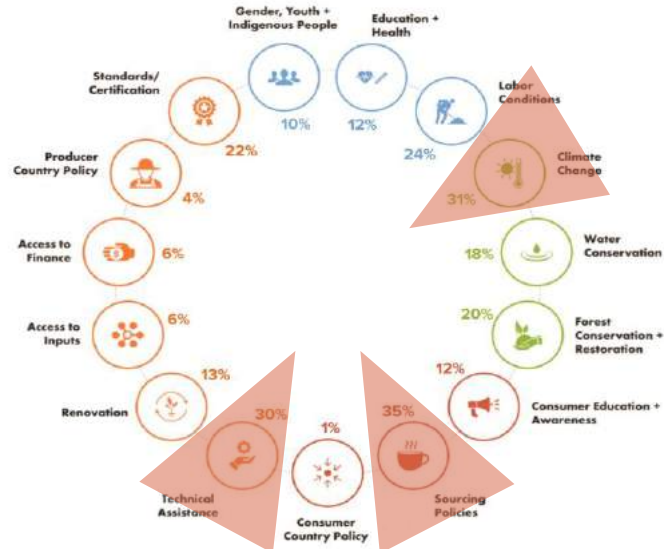 Gender, Youth +
Indigenous People
10%
Education +
Health
12%
Labor
Conditions
24%
Climate
Change
31%
Water
Conservation
18%
Forest
Conservation +
Restoration
20%
Consumer Education +
Awareness
12%
Sourcing
Policies
35%
Consumer
Country Policy
1%
Technical
Assistance
30%
Renovation
13%
Access to
Inputs
6%
Access to
Finance
6%
Producer
Country Policy
4%
Standards/
Certification
22%